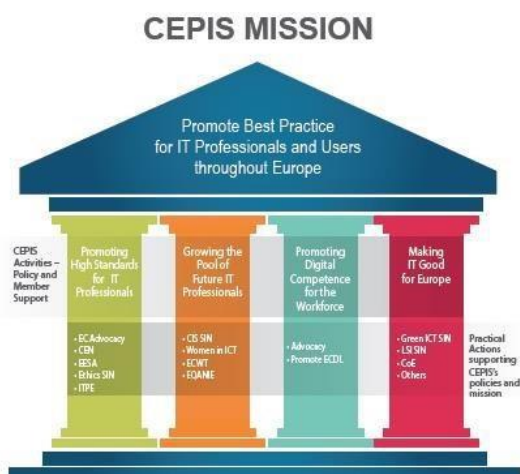 CEPIS MISSION
Promote Best Practice
for IT Professionals and Users
throughout Europe
CEPIS
Activities –
Policy and
Member
Support
Promoting
High Standards
for IT
Professionals
Growing the
Pool of
Future IT
Professionals
Promoting
Digital
Competence
for the
Workforce
Making
IT Good
for Europe
• EC Advocacy
• CEN
• EESA
• Ethics SIN
• ITPE
• CIS SIN
• Women in ICT
• ECWT
• EQANIE
• Advocacy
• Promote ECDL
• Green ICT SIN
• LSI SIN
• CoE
• Others
Practical
Actions
supporting
CEPIS's
policies and
mission